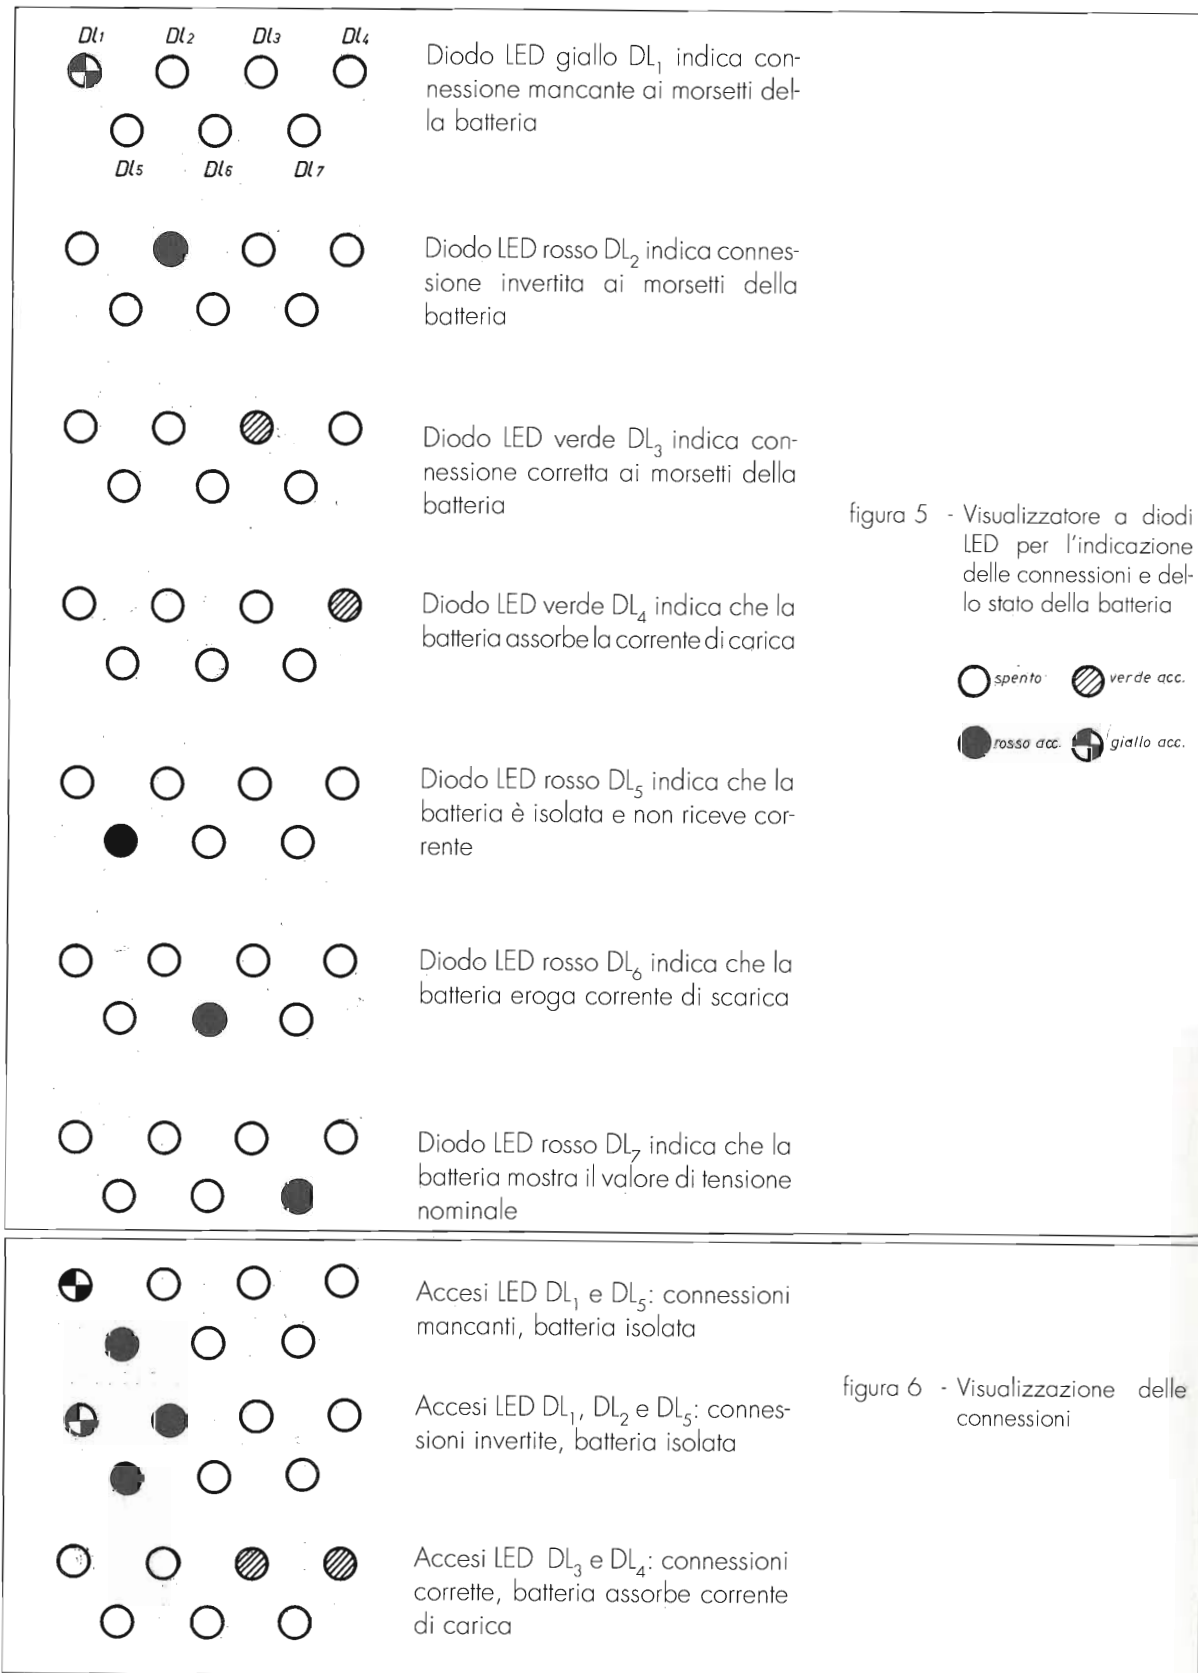 Dl1 Dl2 Dl3 Dl4
Diodo LED giallo DL1 indica con-
nessione mancante ai morsetti del-
la batteria
Dl5 Dl6 Dl7
Diodo LED rosso DL2 indica connes-
sione invertita ai morsetti della
batteria
Diodo LED verde DL3 indica con-
nessione corretta ai morsetti della
batteria
Diodo LED verde DL4 indica che la
batteria assorbe la corrente di carica
Diodo LED rosso DL5 indica che la
batteria è isolata e non riceve cor-
rente
Diodo LED rosso DL6 indica che la
batteria eroga corrente di scarica
Diodo LED rosso DL7 indica che la
batteria mostra il valore di tensione
nominale
figura 5 - Visualizzatore a diodi
LED per l'indicazione
delle connessioni e del-
lo stato della batteria
spento verde acc.
rosso acc. giallo acc.
Accesi LED DL1 e DL5: connessioni
mancanti, batteria isolata
Accesi LED DL1, DL2 e DL5: connes-
sioni invertite, batteria isolata
Accesi LED DL3 e DL4: connessioni
corrette, batteria assorbe corrente
di carica
figura 6 - Visualizzazione delle
connessioni